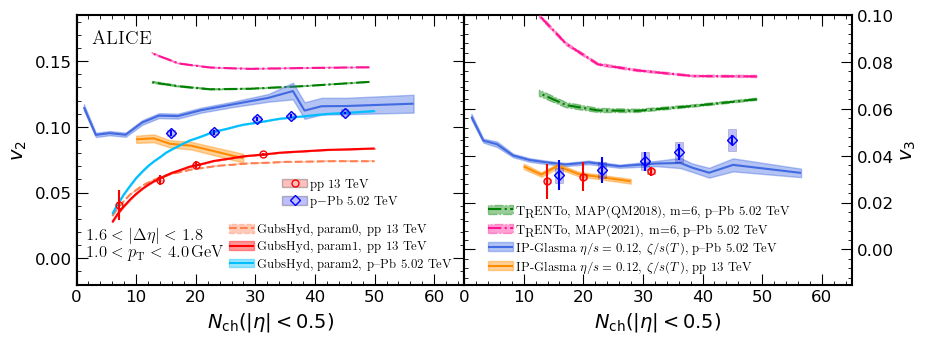 ALICE
0.15
0.10
0.05
0.00
v₂
pp 13 TeV
p−Pb 5.02 TeV
1.6 < |Δη| < 1.8
1.0 < p_T < 4.0 GeV
GubsHyd, param0, pp 13 TeV
GubsHyd, param1, pp 13 TeV
GubsHyd, param2, p–Pb 5.02 TeV
0 10 20 30 40 50 60
N_ch(|η| < 0.5)
0.10
0.08
0.06
0.04
0.02
0.00
v₃
TRENTo, MAP(QM2018), m=6, p–Pb 5.02 TeV
TRENTo, MAP(2021), m=6, p–Pb 5.02 TeV
IP-Glasma η/s = 0.12, ζ/s(T), p–Pb 5.02 TeV
IP-Glasma η/s = 0.12, ζ/s(T), pp 13 TeV
0 10 20 30 40 50 60
N_ch(|η| < 0.5)